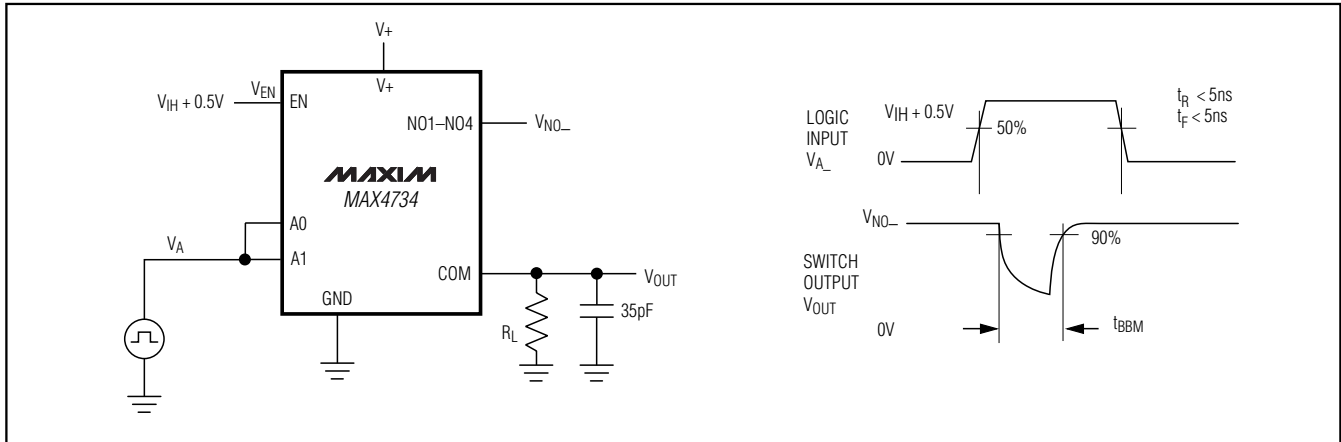 V+
V+
VIH + 0.5V
VEN
EN
NO1–NO4
VNO_
MAXIM
MAX4734
A0
VA
A1
COM
VOUT
GND
RL
35pF
LOGIC
INPUT
VA_
VIH + 0.5V
50%
0V
tR < 5ns
tF < 5ns
VNO_
90%
SWITCH
OUTPUT
VOUT
0V
tBBM